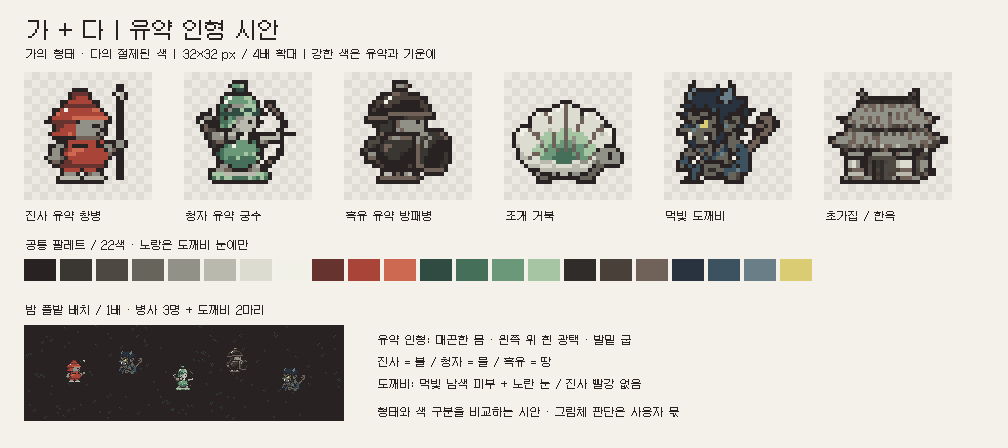 가 + 다 | 유약 인형 시안
가의 형태 · 다의 절제된 색 | 32×32 px / 4배 확대 | 강한 색은 유약과 기운에
진사 유약 창병
청자 유약 궁수
흑유 유약 방패병
조개 거북
먹빛 도깨비
초가집 / 한옥
공통 팔레트 / 22색 · 노랑은 도깨비 눈에만
밤 풀밭 배치 / 1배 · 병사 3명 + 도깨비 2마리
유약 인형: 매끈한 몸 · 왼쪽 위 흰 광택 · 발밑 굽
진사 = 불 / 청자 = 물 / 흑유 = 땅
도깨비: 먹빛 남색 피부 + 노란 눈 / 진사 빨강 없음
형태와 색 구분을 비교하는 시안 · 그림체 판단은 사용자 몫